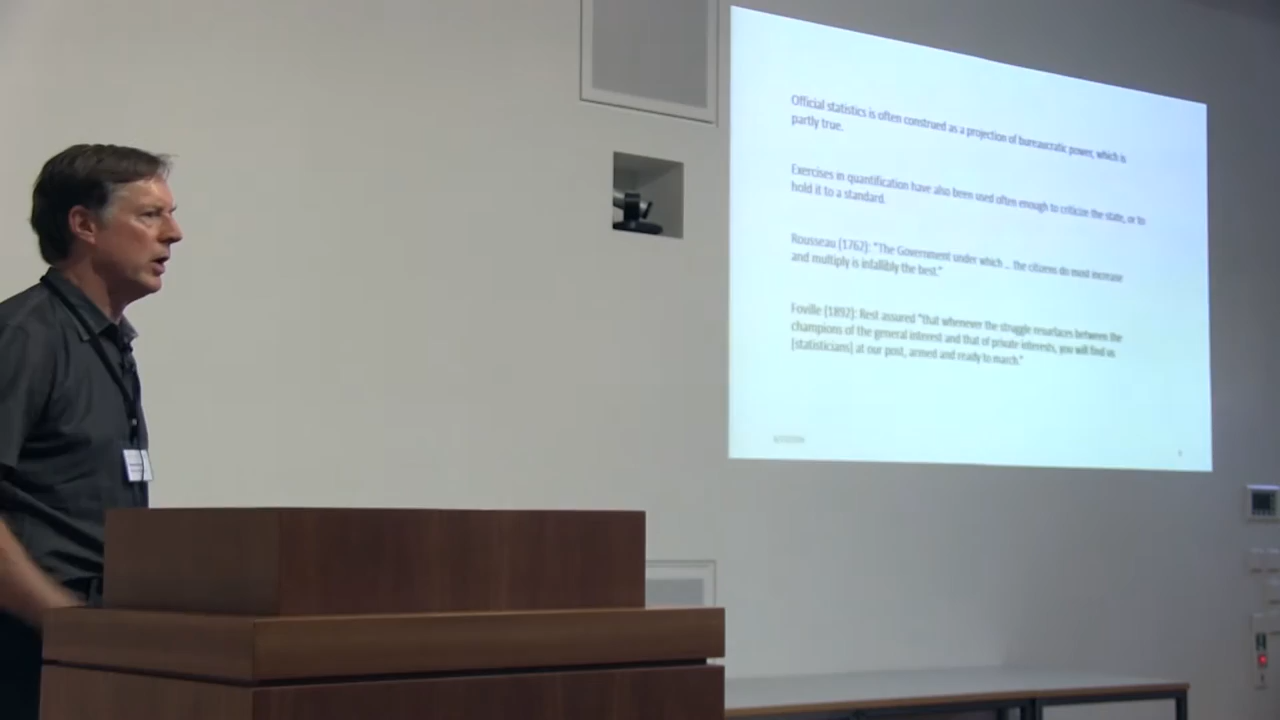 Official statistics is often construed as a projection of bureaucratic power, which is
partly true.
Exercises in quantification have also been used often enough to criticize the state, or to
hold it to a standard.
Rousseau (1762): "The Government under which ... the citizens do most increase
and multiply is infallibly the best."
Foville (1892): Rest assured "that whenever the struggle resurfaces between the
champions of the general interest and that of private interests, you will find us
[statisticians] at our post, armed and ready to march."